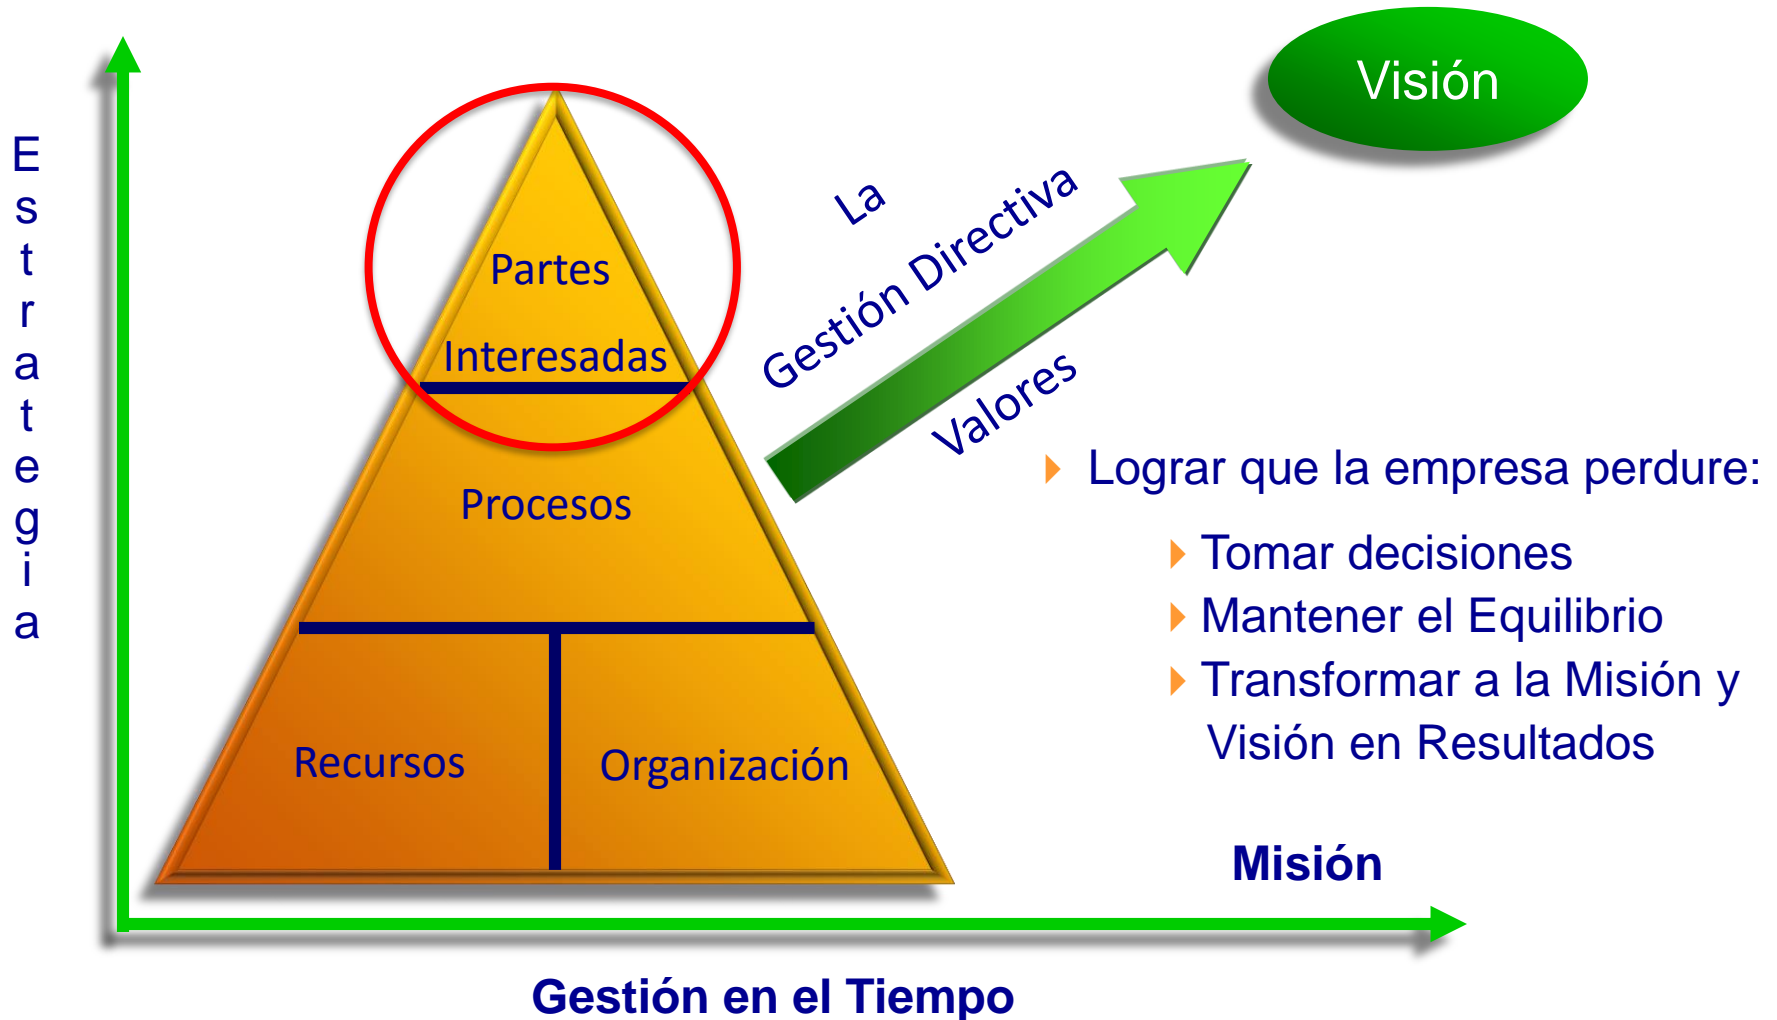 Estrategia
Visión
La
Gestión Directiva
Valores
Partes
Interesadas
Procesos
Recursos
Organización
Lograr que la empresa perdure:
Tomar decisiones
Mantener el Equilibrio
Transformar a la Misión y
Visión en Resultados
Misión
Gestión en el Tiempo